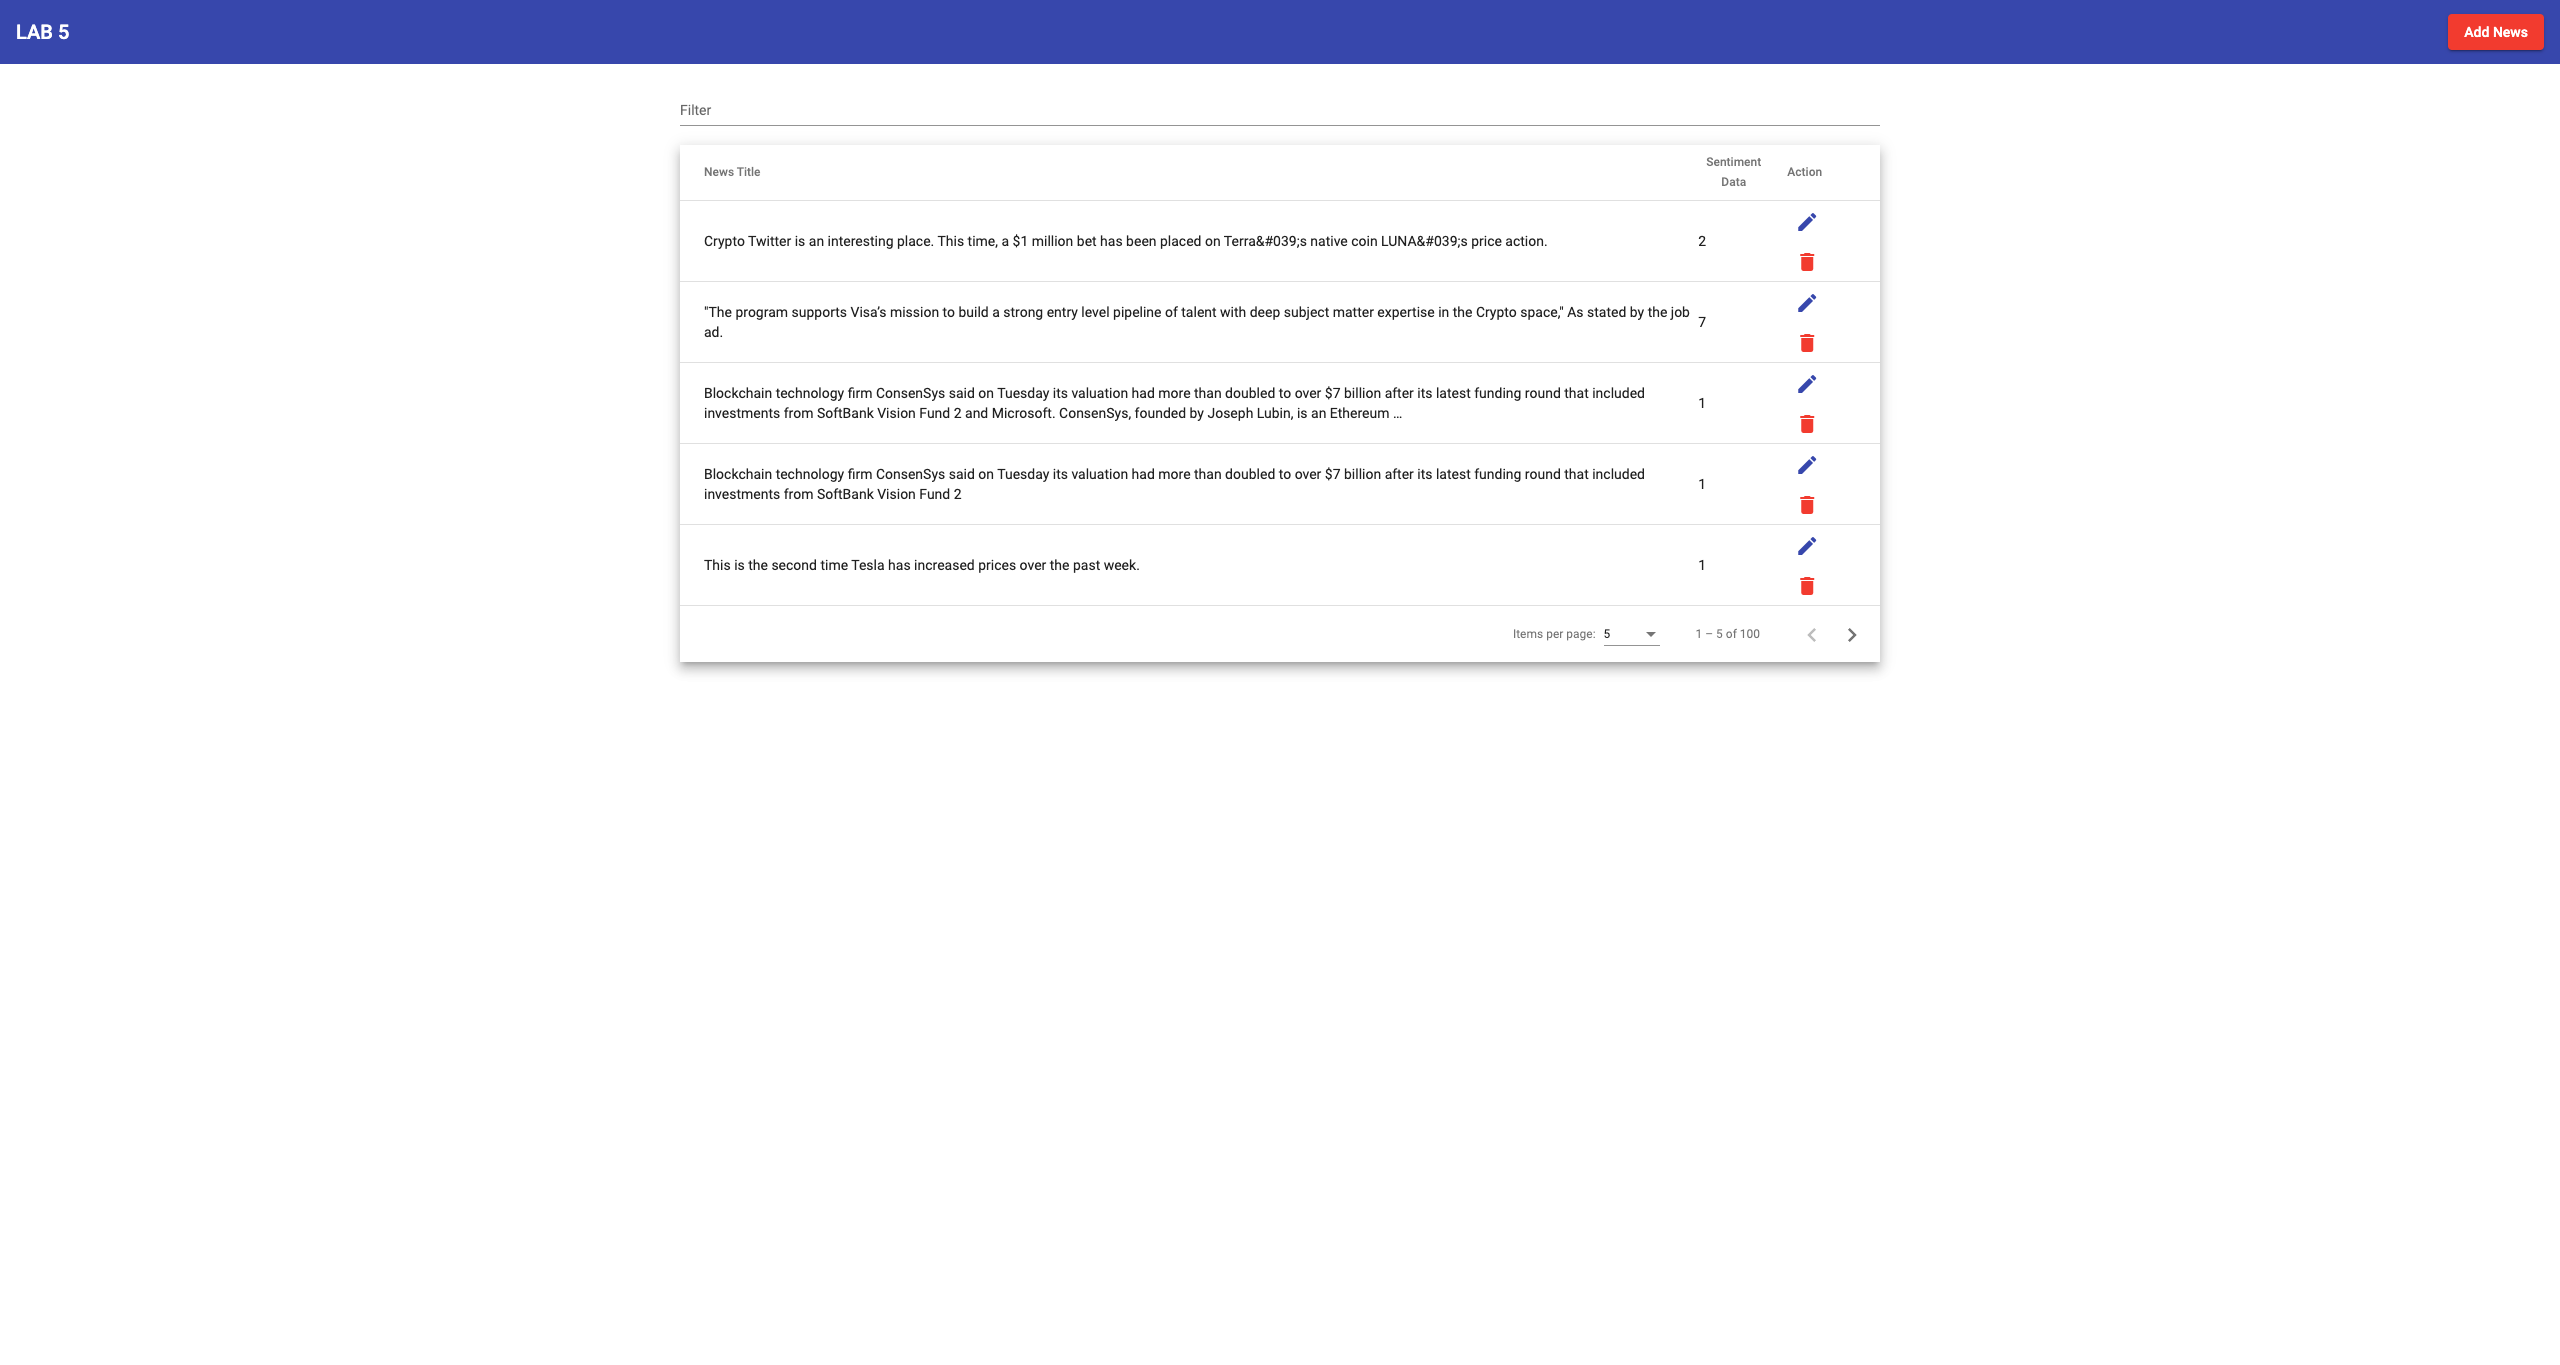 LAB 5
Add News
Filter
News Title
Sentiment
Data
Action
Crypto Twitter is an interesting place. This time, a $1 million bet has been placed on Terra&#039;s native coin LUNA&#039;s price action.
2
"The program supports Visa’s mission to build a strong entry level pipeline of talent with deep subject matter expertise in the Crypto space," As stated by the job
ad.
7
Blockchain technology firm ConsenSys said on Tuesday its valuation had more than doubled to over $7 billion after its latest funding round that included
investments from SoftBank Vision Fund 2 and Microsoft. ConsenSys, founded by Joseph Lubin, is an Ethereum ...
1
Blockchain technology firm ConsenSys said on Tuesday its valuation had more than doubled to over $7 billion after its latest funding round that included
investments from SoftBank Vision Fund 2
1
This is the second time Tesla has increased prices over the past week.
1
Items per page: 5
1 – 5 of 100